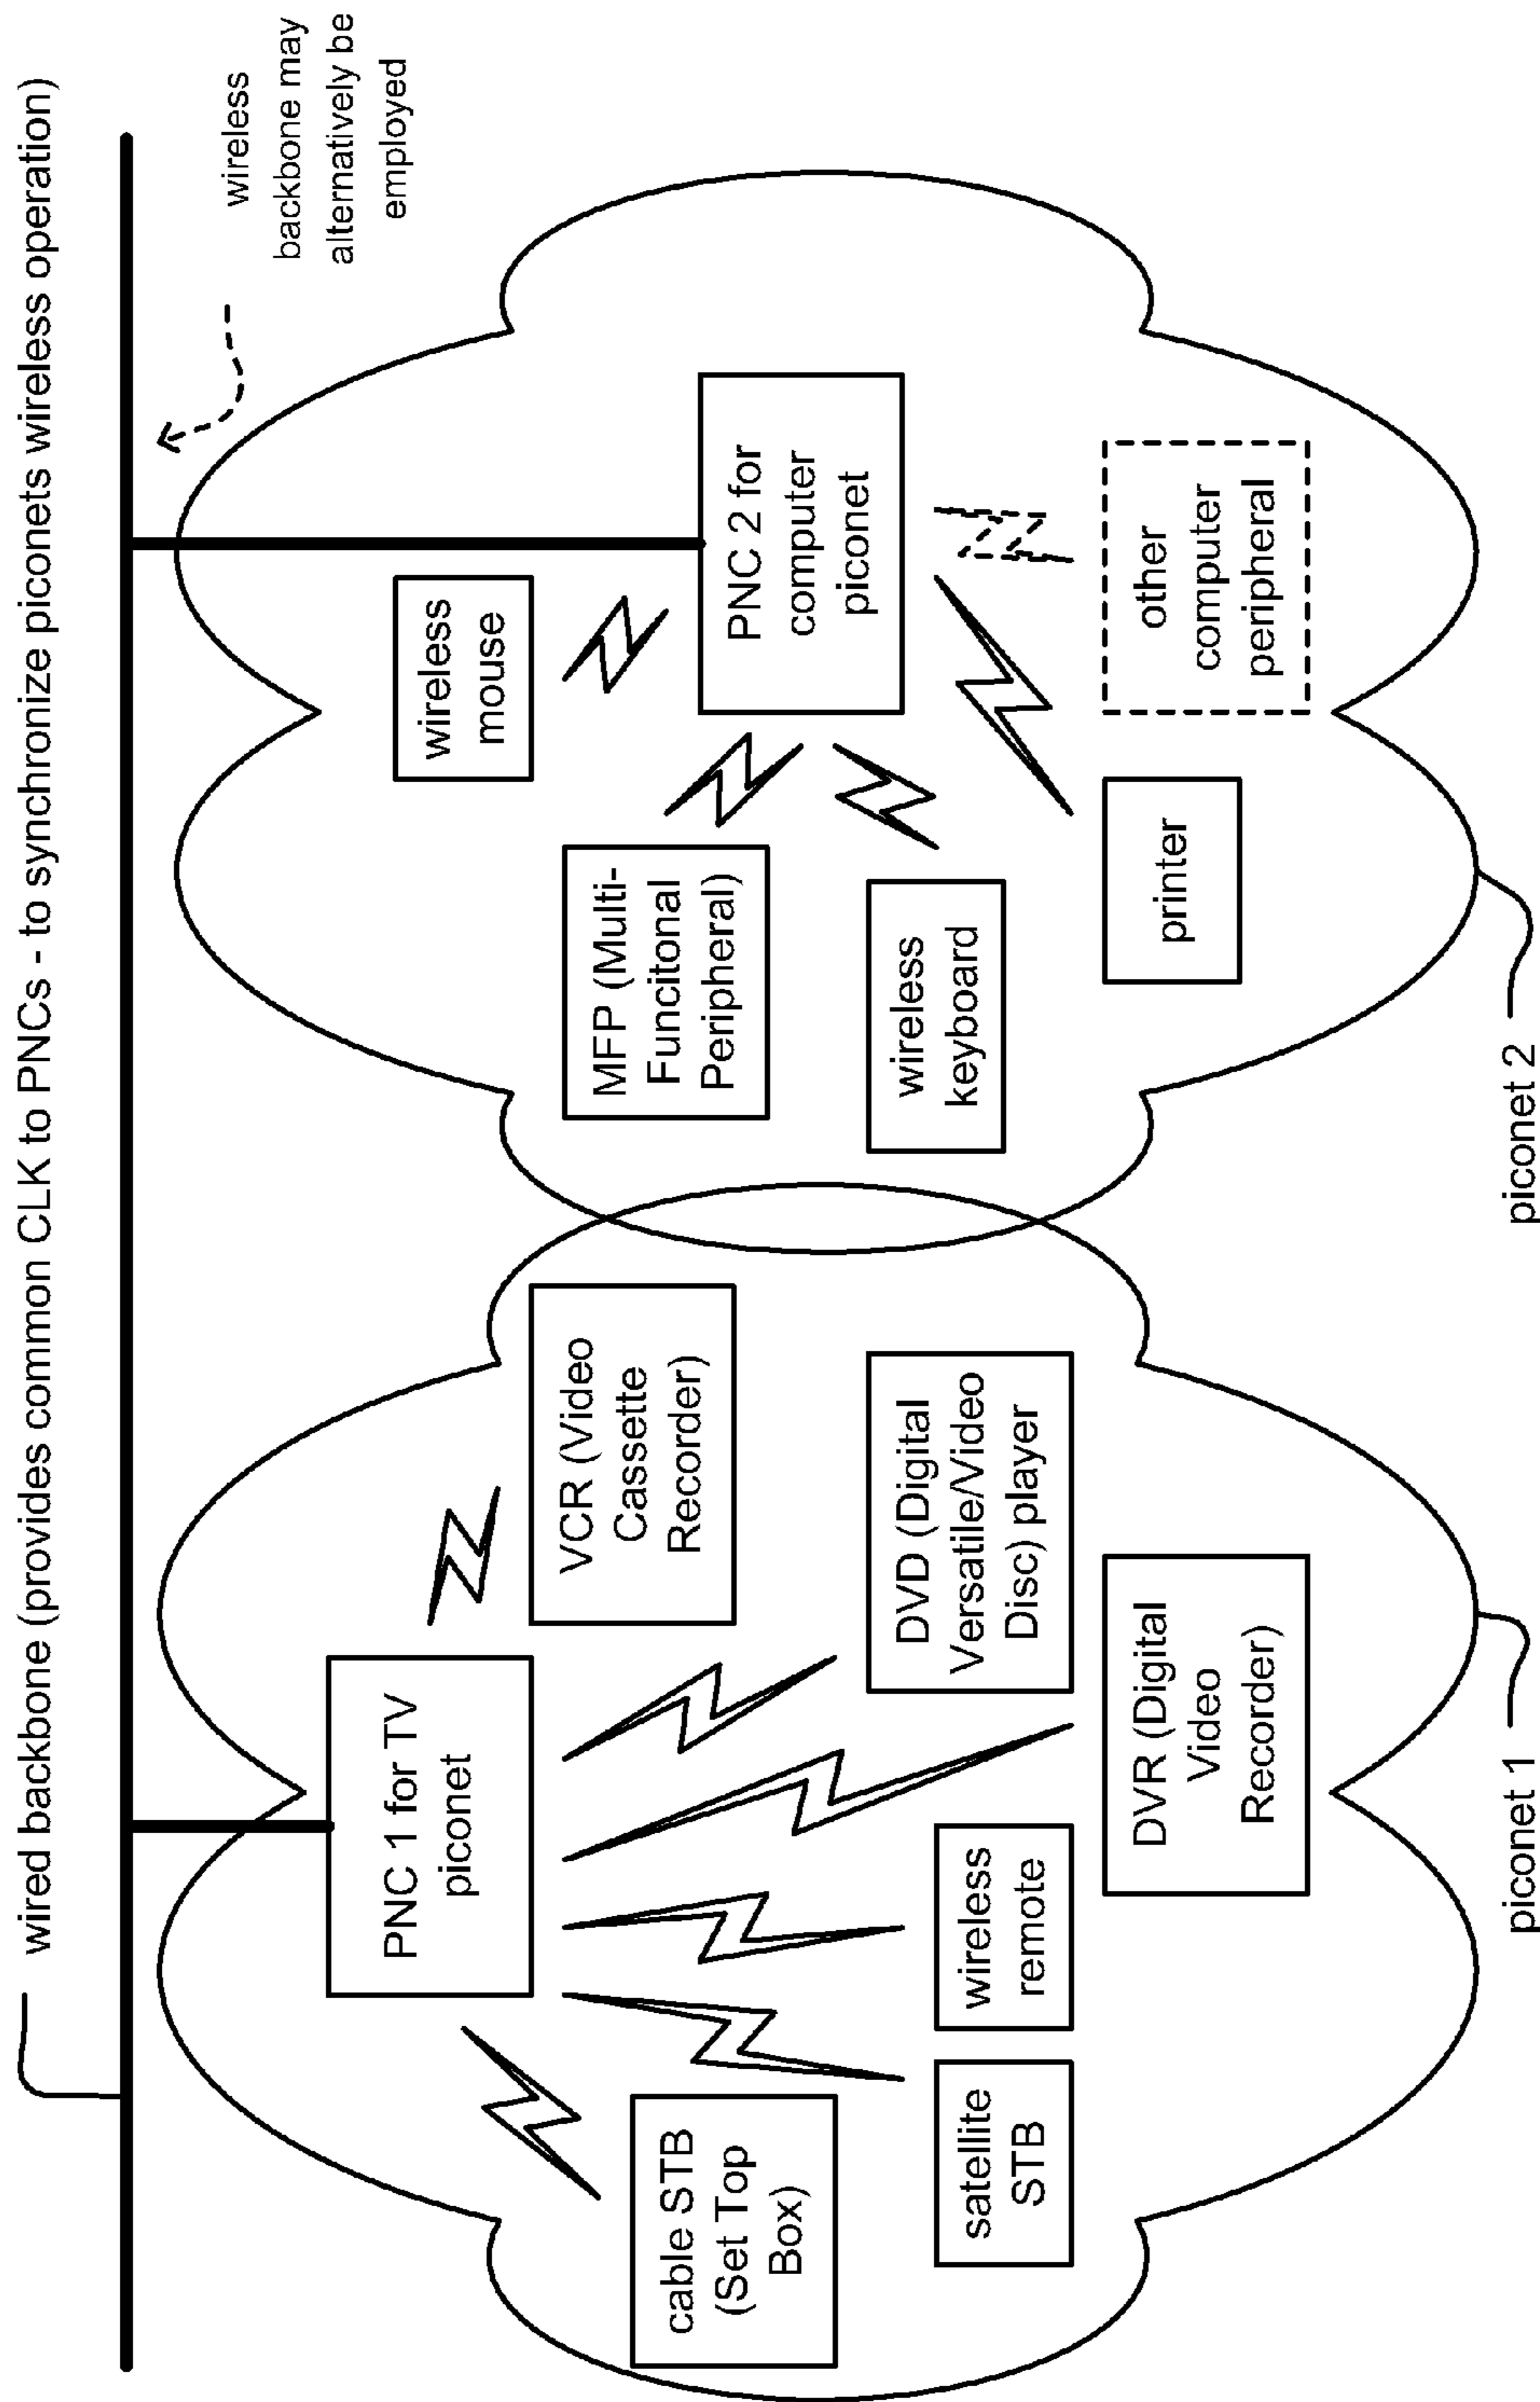 wired backbone (provides common CLK to PNCs - to synchronize piconets wireless operation)
wireless
backbone may
alternatively be
employed
PNC 1 for TV
piconet
VCR (Video
Cassette
Recorder)
cable STB
(Set Top
Box)
satellite
STB
wireless
remote
DVD (Digital
Versatile/Video
Disc) player
DVR (Digital
Video
Recorder)
piconet 1
wireless
mouse
MFP (Multi-
Funcitonal
Peripheral)
PNC 2 for
computer
piconet
wireless
keyboard
printer
other
computer
peripheral
piconet 2